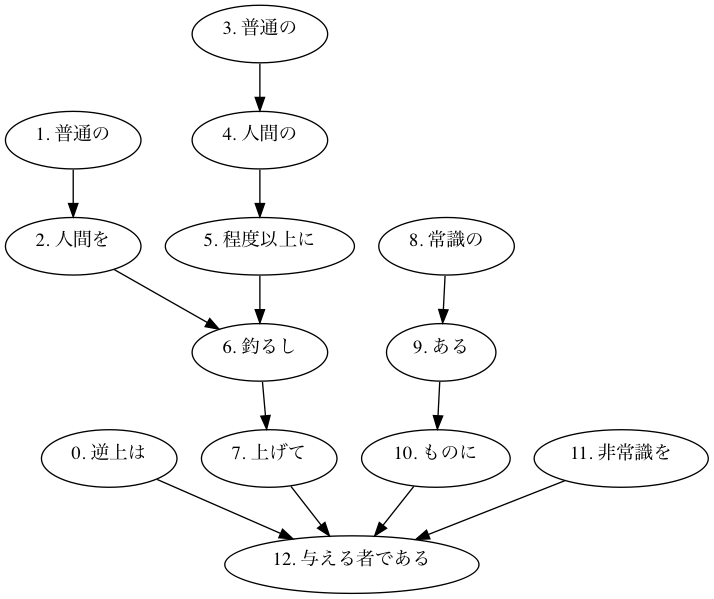 3. 普通の
1. 普通の
4. 人間の
2. 人間を
5. 程度以上に
8. 常識の
6. 釣るし
9. ある
0. 逆上は
7. 上げて
10. ものに
11. 非常識を
12. 与える者である